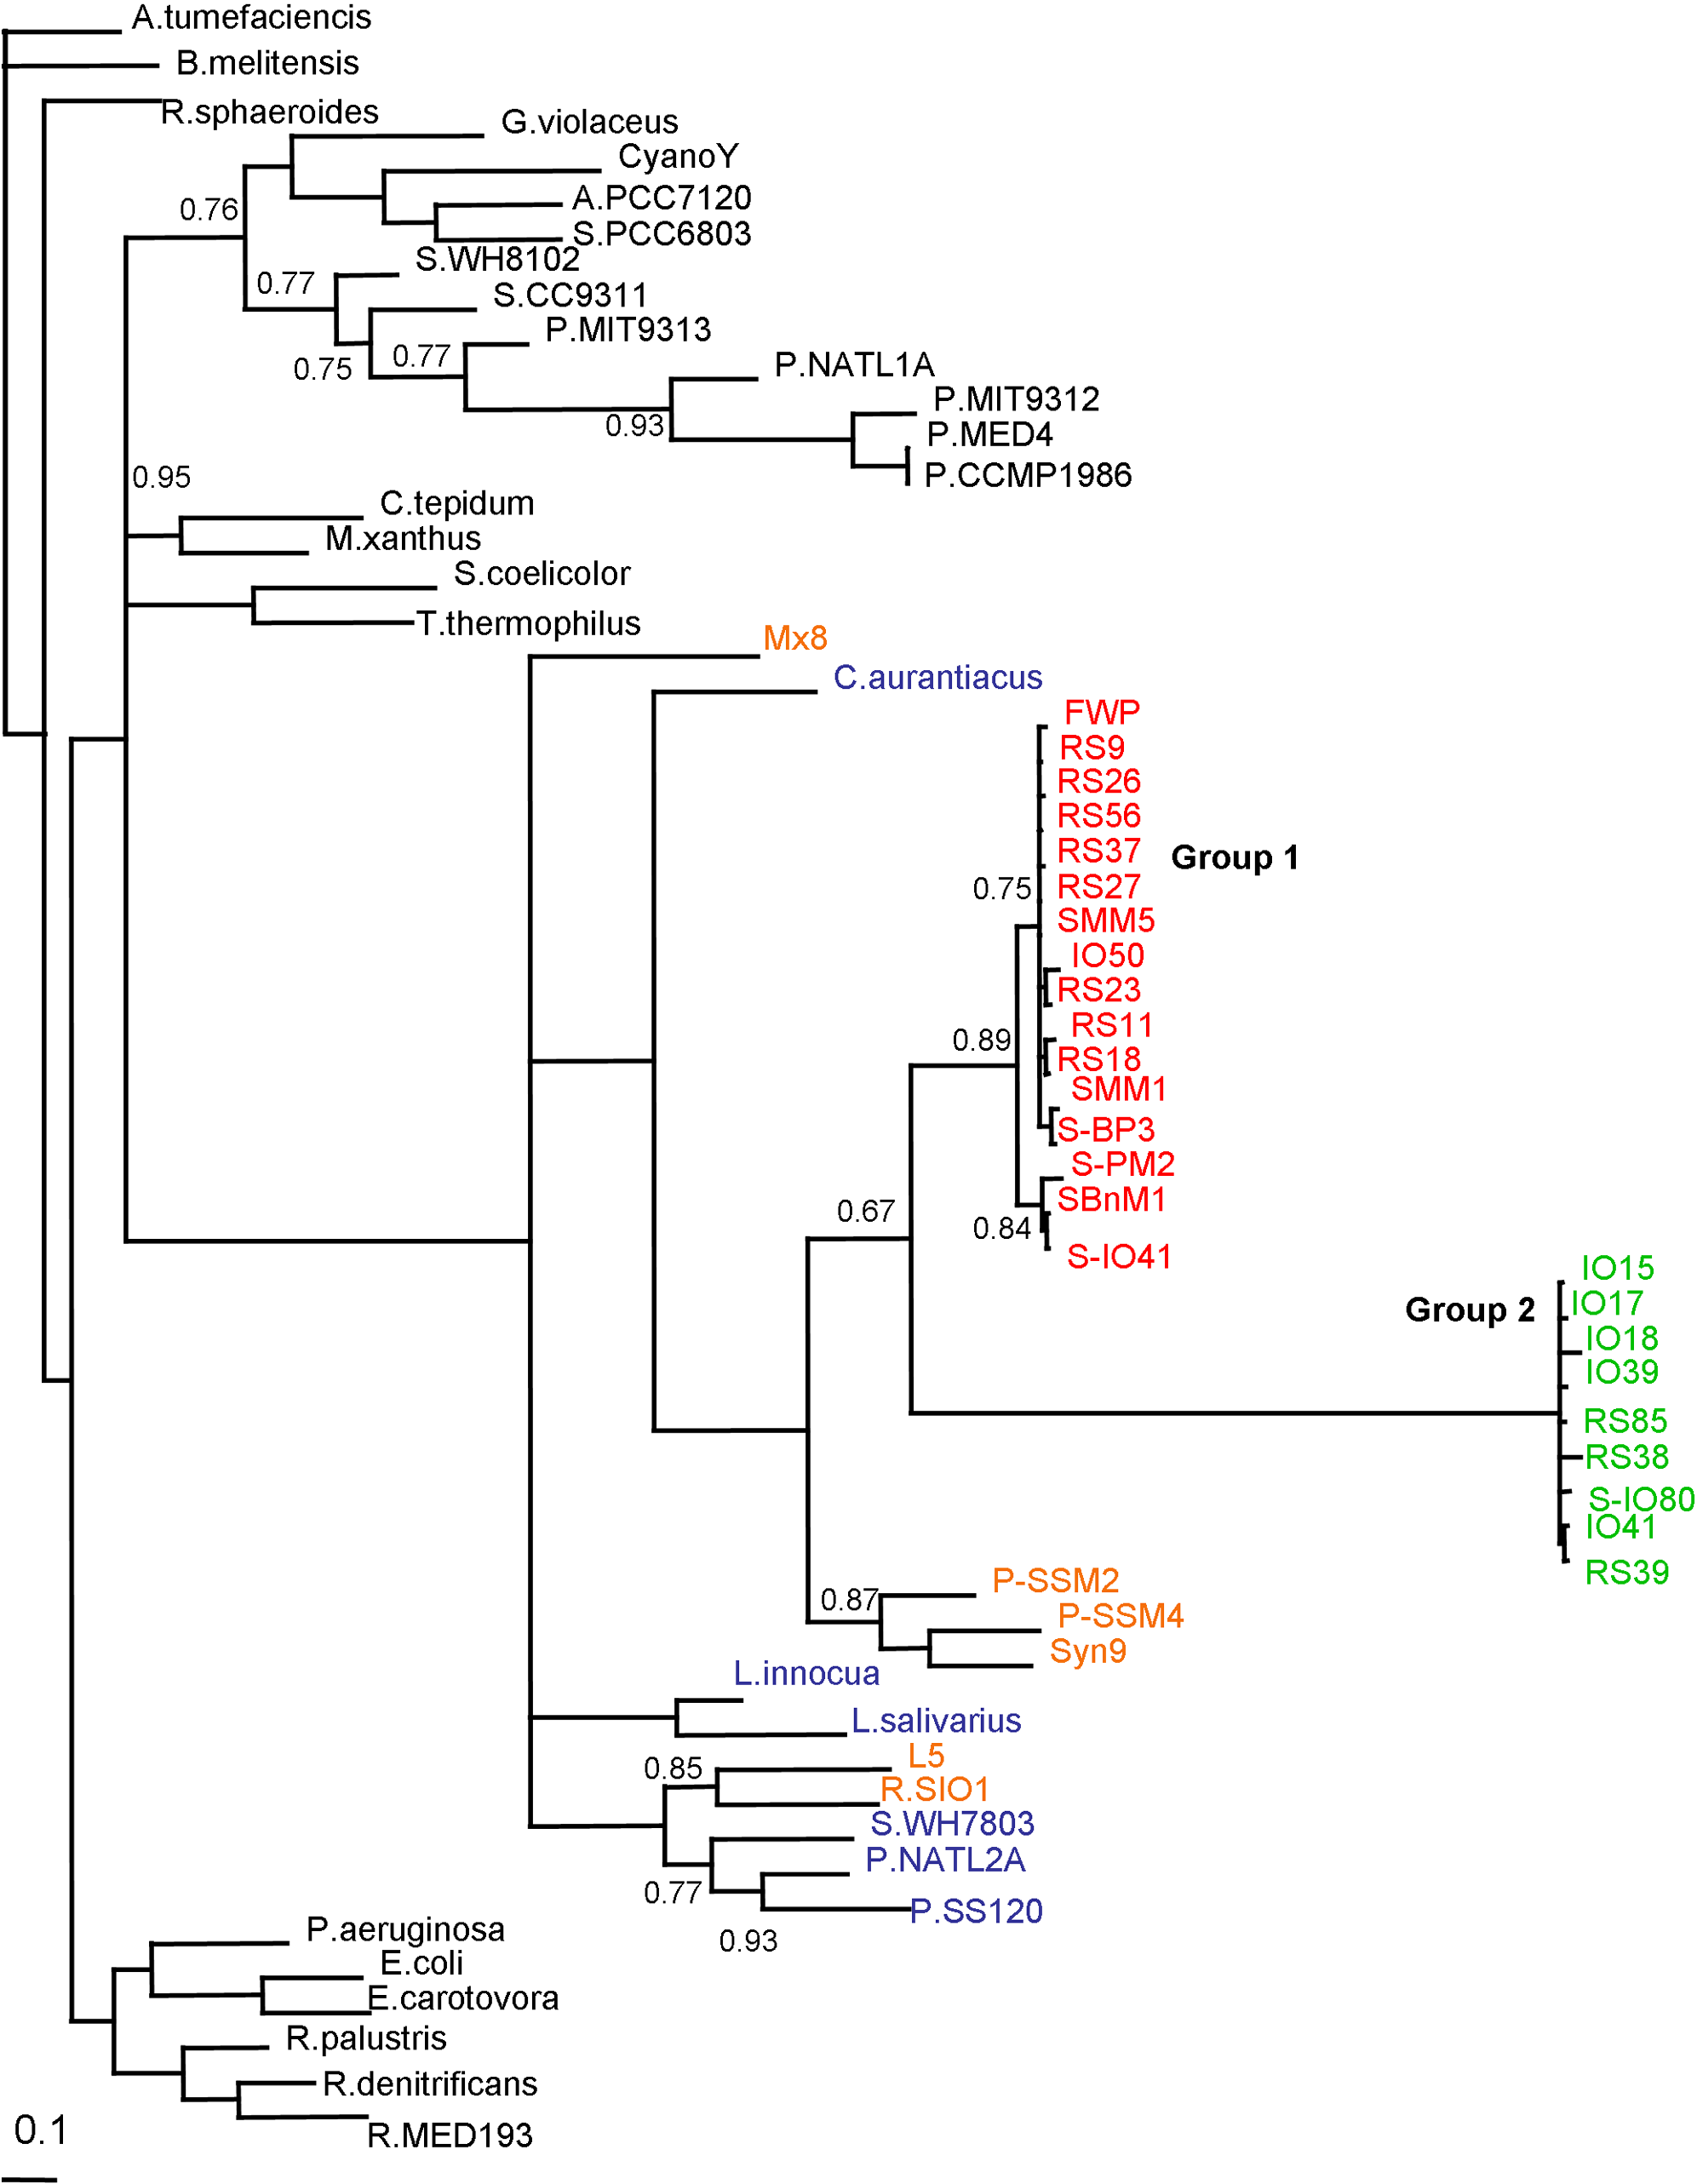 A.tumefaciencis
B.melitensis
R.sphaeroides
G.violaceus
CyanoY
A.PCC7120
0.76
S.PCC6803
S.WH8102
0.77
S.CC9311
P.MIT9313
0.75
0.77
P.NATL1A
P.MIT9312
0.93
P.MED4
P.CCMP1986
0.95
C.tepidum
M.xanthus
S.coelicolor
T.thermophilus
Mx8
C.aurantiacus
FWP
RS9
RS26
RS56
RS37
Group 1
0.75
RS27
SMM5
IO50
RS23
RS11
0.89
RS18
SMM1
S-BP3
S-PM2
SBnM1
0.67
0.84
S-IO41
IO15
Group 2
IO17
IO18
IO39
RS85
RS38
S-IO80
IO41
RS39
P-SSM2
0.87
P-SSM4
Syn9
L.innocua
L.salivarius
L5
0.85
R.SIO1
S.WH7803
P.NATL2A
0.77
P.SS120
0.93
P.aeruginosa
E.coli
E.carotovora
R.palustris
R.denitrificans
R.MED193
0.1